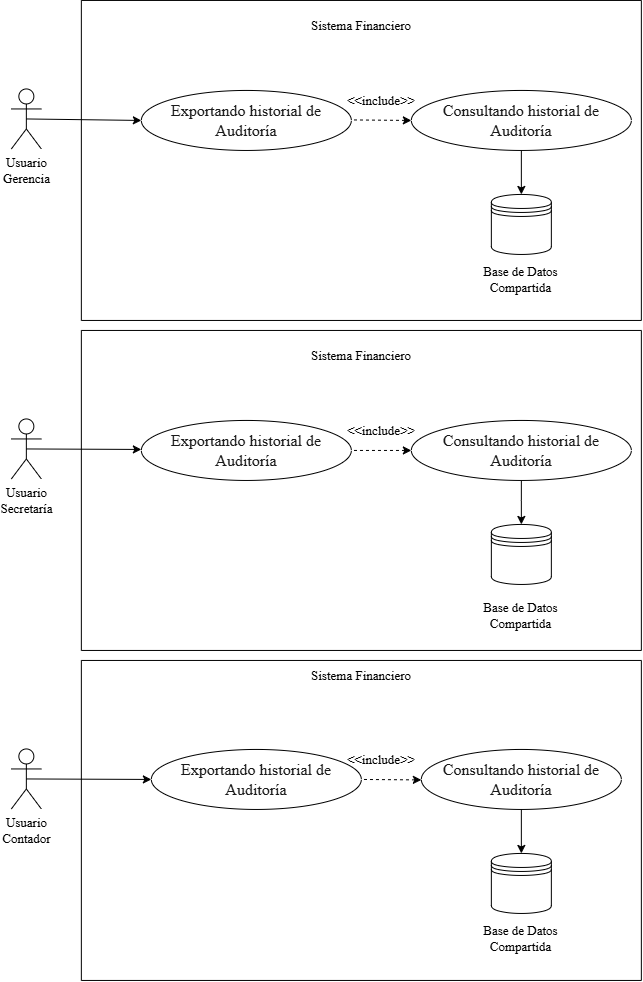 Sistema Financiero
<<include>>
Exportando historial de
Auditoría
Consultando historial de
Auditoría
Usuario
Gerencia
Base de Datos
Compartida
Sistema Financiero
<<include>>
Exportando historial de
Auditoría
Consultando historial de
Auditoría
Usuario
Secretaría
Base de Datos
Compartida
Sistema Financiero
<<include>>
Exportando historial de
Auditoría
Consultando historial de
Auditoría
Usuario
Contador
Base de Datos
Compartida